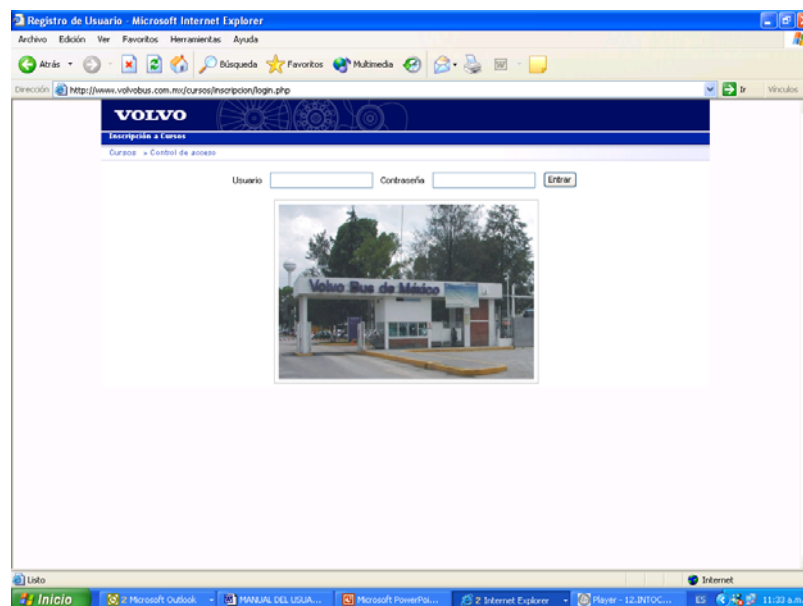 Registro de Usuario - Microsoft Internet Explorer
Archivo Edición Ver Favoritos Herramientas Ayuda
Atrás Búsqueda Favoritos Multimedia
Dirección http://www.volvobus.com.mx/cursos/inscripcion/login.php Ir Vínculos
VOLVO
Inscripción a Cursos
Cursos » Control de acceso
Usuario Contraseña Entrar
Volvo Bus de México
Listo Internet
Inicio 2 Microsoft Outlook MANUAL DEL USUA... Microsoft PowerPoi... 2 Internet Explorer Player - 12.INTOC... ES 11:33 a.m.